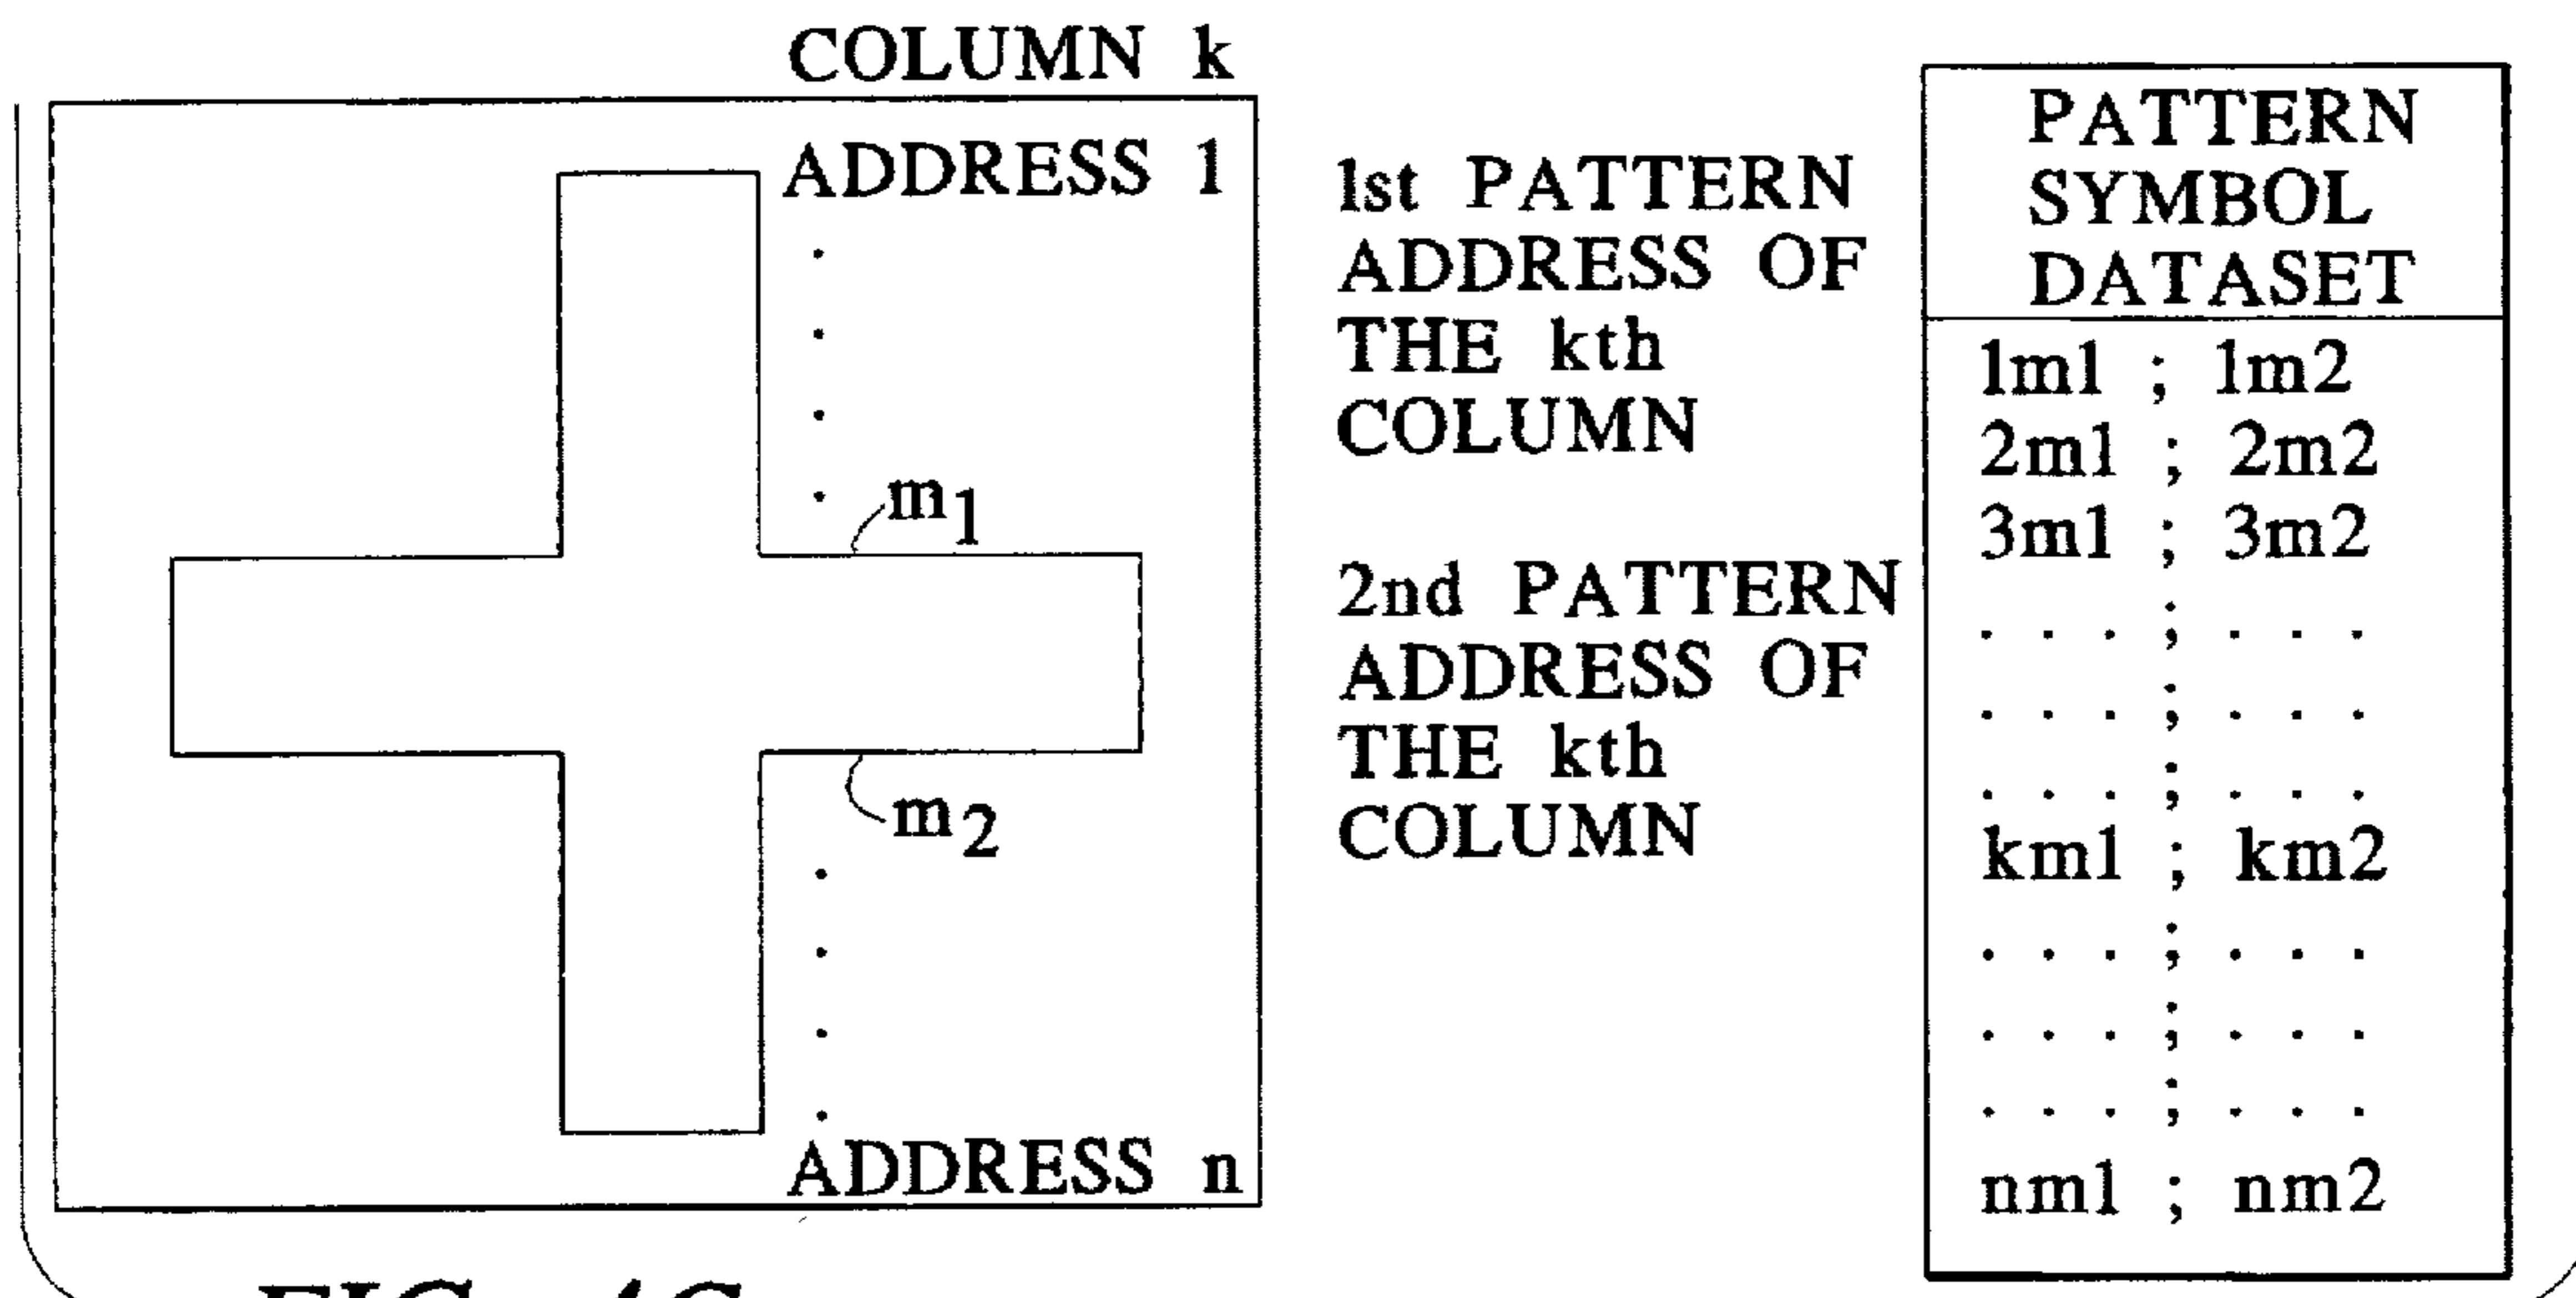 COLUMN k
ADDRESS 1
.
.
.
.
m1
m2
.
.
.
.
ADDRESS n
1st PATTERN
ADDRESS OF
THE kth
COLUMN
2nd PATTERN
ADDRESS OF
THE kth
COLUMN
PATTERN
SYMBOL
DATASET
1m1 ; 1m2
2m1 ; 2m2
3m1 ; 3m2
. . . ; . . .
. . . ; . . .
. . . ; . . .
km1 ; km2
. . . ; . . .
. . . ; . . .
. . . ; . . .
nm1 ; nm2